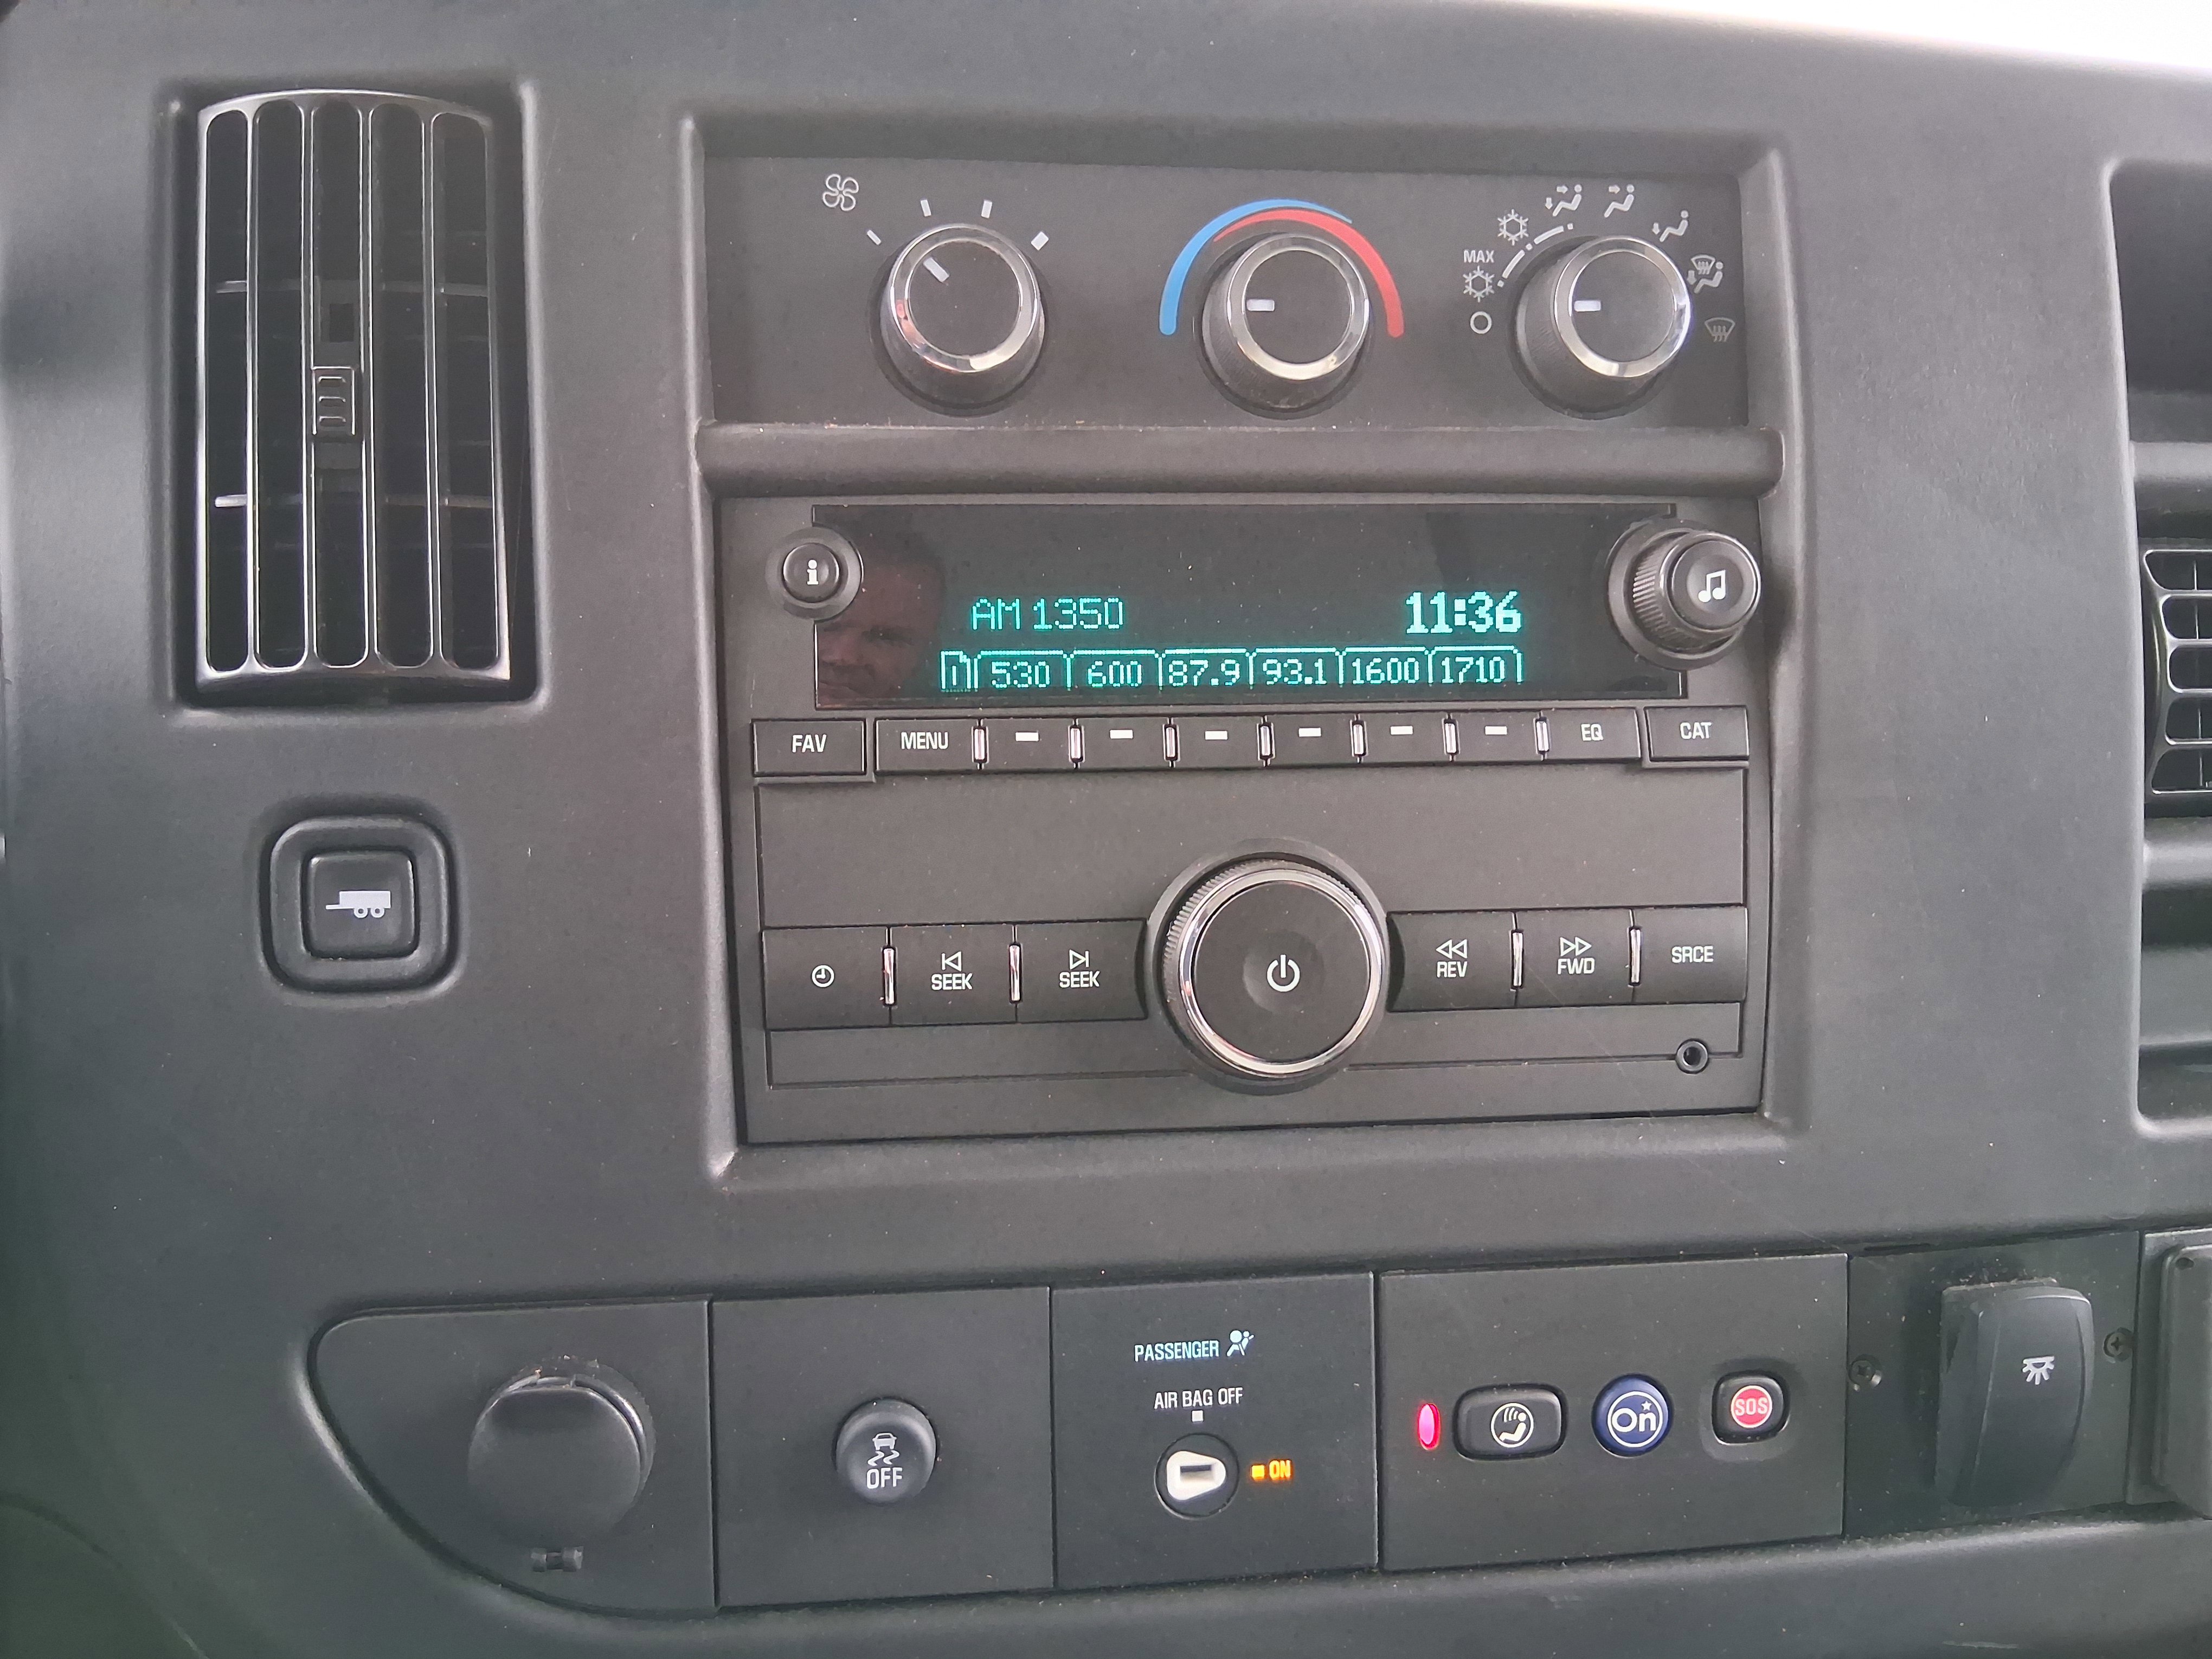 MAX
AM 1350 11:36
1 530 600 87.9 93.1 1600 1710
FAV MENU EQ CAT
SEEK SEEK REV FWD SRCE
PASSENGER
AIR BAG OFF
OFF ON On SOS